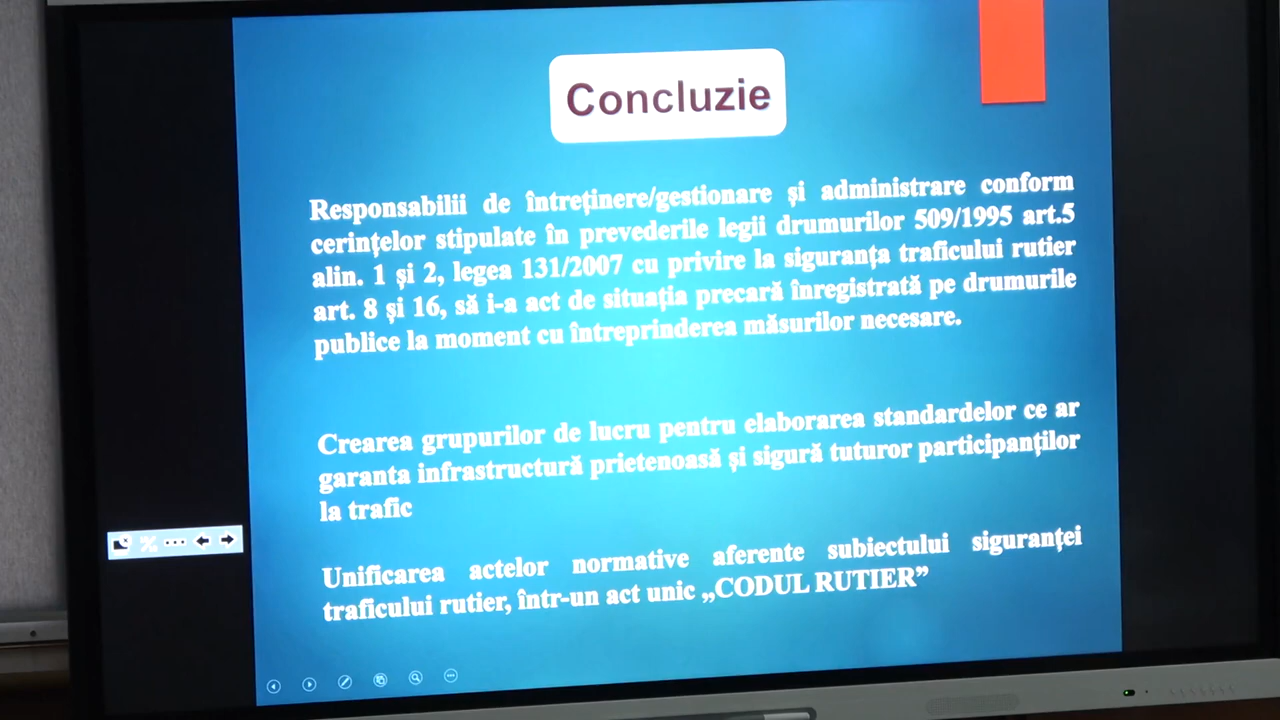 Concluzie
Responsabilii de întreținere/gestionare și administrare conform
cerințelor stipulate în prevederile legii drumurilor 509/1995 art.5
alin. 1 și 2, legea 131/2007 cu privire la siguranța traficului rutier
art. 8 și 16, să i-a act de situația precară înregistrată pe drumurile
publice la moment cu întreprinderea măsurilor necesare.
Crearea grupurilor de lucru pentru elaborarea standardelor ce ar
garanta infrastructură prietenoasă și sigură tuturor participanților
la trafic
Unificarea actelor normative aferente subiectului siguranței
traficului rutier, într-un act unic „CODUL RUTIER”